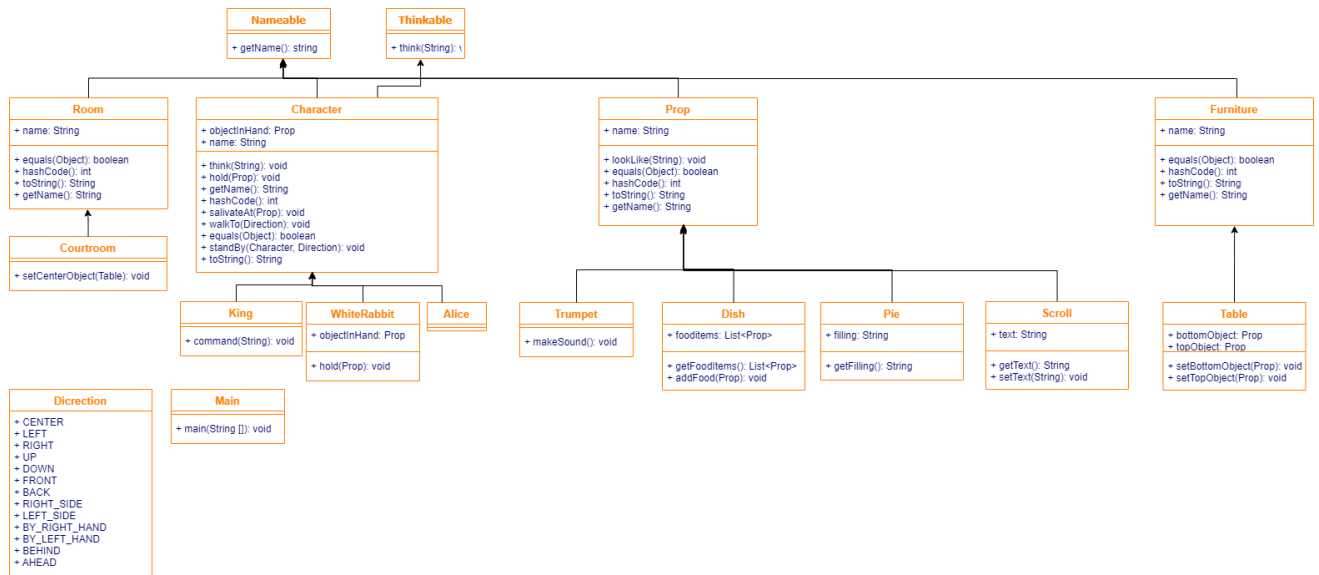 Nameable
+ getName(): string
Thinkable
+ think(String):
Room
+ name: String
+ equals(Object): boolean
+ hashCode(): int
+ toString(): String
+ getName(): String
Character
+ objectInHand: Prop
+ name: String
+ think(String): void
+ hold(Prop): void
+ getName(): String
+ hashCode(): int
+ salivateAt(Prop): void
+ walkTo(Direction): void
+ equals(Object): boolean
+ standBy(Character, Direction): void
+ toString(): String
Prop
+ name: String
+ lookLike(String): void
+ equals(Object): boolean
+ hashCode(): int
+ toString(): String
+ getName(): String
Furniture
+ name: String
+ equals(Object): boolean
+ hashCode(): int
+ toString(): String
+ getName(): String
Courtroom
+ setCenterObject(Table): void
King
+ command(String): void
WhiteRabbit
+ objectInHand: Prop
+ hold(Prop): void
Alice
Trumpet
+ makeSound(): void
Dish
+ fooditems: List<Prop>
+ getFoodItems(): List<Prop>
+ addFood(Prop): void
Pie
+ filling: String
+ getFilling(): String
Scroll
+ text: String
+ getText(): String
+ setText(String): void
Table
+ bottomObject: Prop
+ topObject: Prop
+ setBottomObject(Prop): void
+ setTopObject(Prop): void
Dicrection
+ CENTER
+ LEFT
+ RIGHT
+ UP
+ DOWN
+ FRONT
+ BACK
+ RIGHT_SIDE
+ LEFT_SIDE
+ BY_RIGHT_HAND
+ BY_LEFT_HAND
+ BEHIND
+ AHEAD
Main
+ main(String []): void